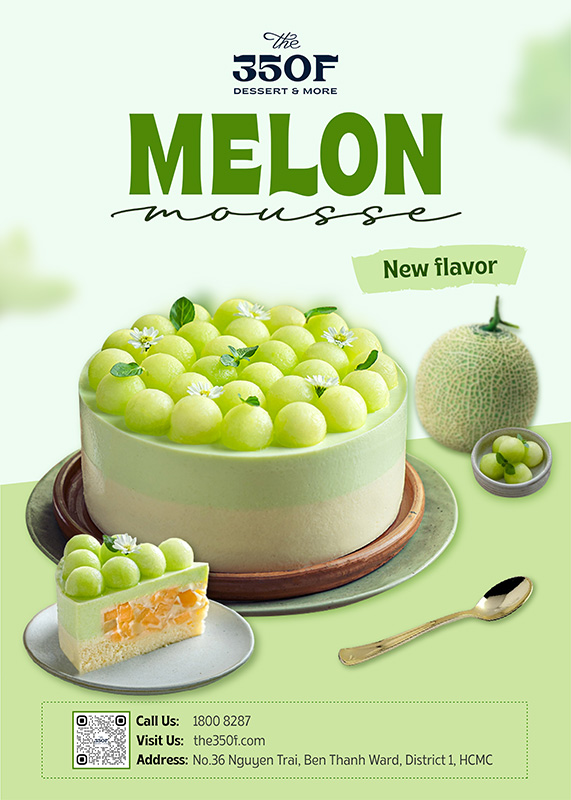 the
350F
DESSERT & MORE
MELON
mousse
New flavor
Call Us: 1800 8287
Visit Us: the350f.com
Address: No.36 Nguyen Trai, Ben Thanh Ward, District 1, HCMC